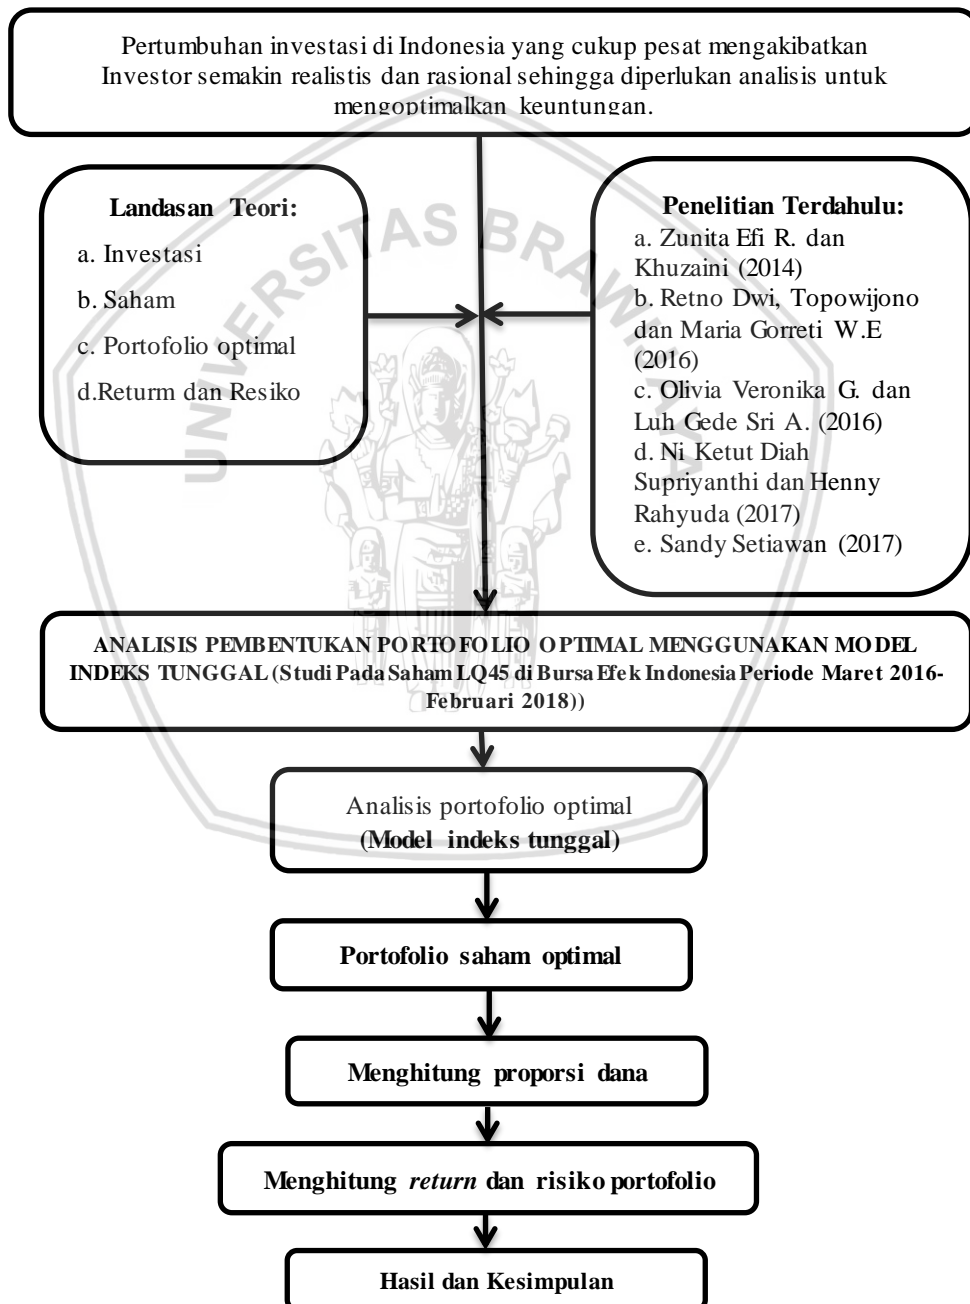 Pertumbuhan investasi di Indonesia yang cukup pesat mengakibatkan
Investor semakin realistis dan rasional sehingga diperlukan analisis untuk
mengoptimalkan keuntungan.
Landasan Teori:
a. Investasi
b. Saham
c. Portofolio optimal
d.Returm dan Resiko
Penelitian Terdahulu:
a. Zunita Efi R. dan
Khuzaini (2014)
b. Retno Dwi, Topowijono
dan Maria Gorreti W.E
(2016)
c. Olivia Veronika G. dan
Luh Gede Sri A. (2016)
d. Ni Ketut Diah
Supriyanthi dan Henny
Rahyuda (2017)
e. Sandy Setiawan (2017)
UNIVERSITAS BRAWIJAYA
ANALISIS PEMBENTUKAN PORTOFOLIO OPTIMAL MENGGUNAKAN MODEL
INDEKS TUNGGAL (Studi Pada Saham LQ45 di Bursa Efek Indonesia Periode Maret 2016-
Februari 2018))
Analisis portofolio optimal
(Model indeks tunggal)
Portofolio saham optimal
Menghitung proporsi dana
Menghitung return dan risiko portofolio
Hasil dan Kesimpulan